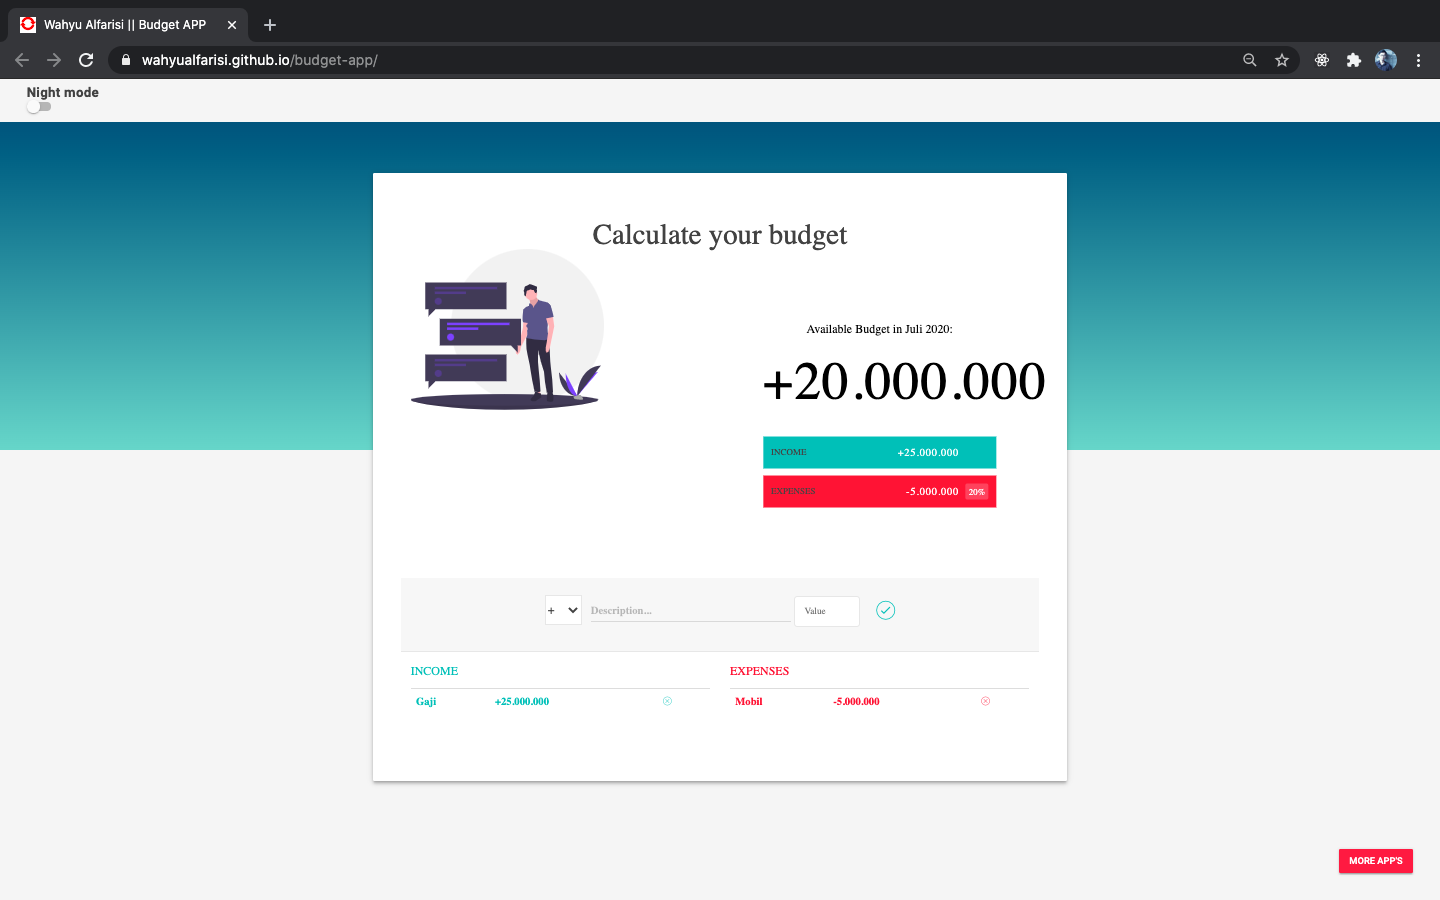 Wahyu Alfarisi || Budget APP
wahyualfarisi.github.io/budget-app/
Night mode
Calculate your budget
Available Budget in Juli 2020:
+20.000.000
INCOME +25.000.000
EXPENSES -5.000.000 20%
+ Description... Value
INCOME EXPENSES
Gaji +25.000.000 Mobil -5.000.000
MORE APP'S